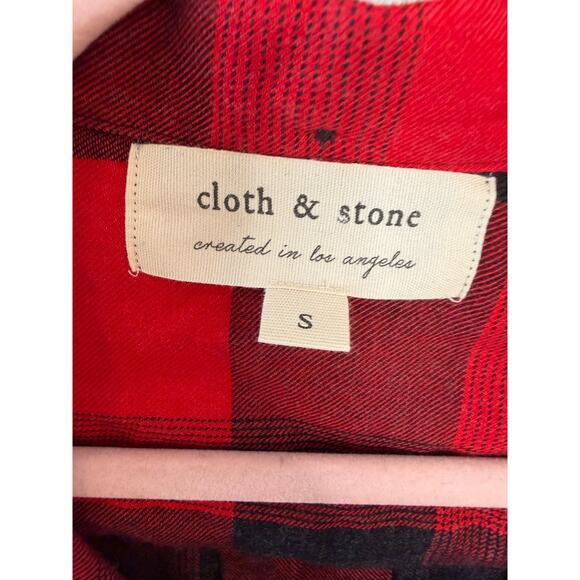 cloth & stone
created in los angeles
S